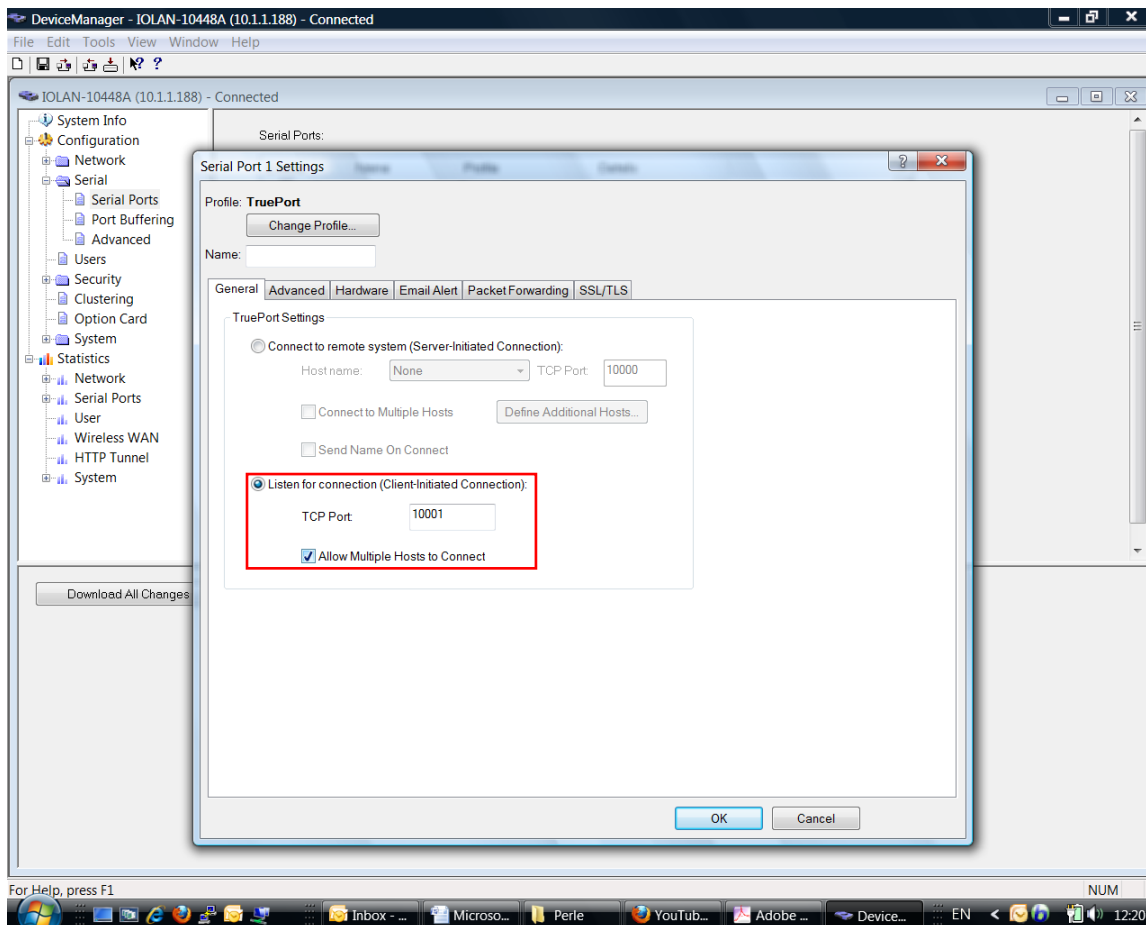 DeviceManager - IOLAN-10448A (10.1.1.188) - Connected
File Edit Tools View Window Help
IOLAN-10448A (10.1.1.188) - Connected
System Info
Configuration
Network
Serial
Serial Ports
Port Buffering
Advanced
Users
Security
Clustering
Option Card
System
Statistics
Network
Serial Ports
User
Wireless WAN
HTTP Tunnel
System
Serial Ports:
Serial Port 1 Settings
Profile: TruePort
Change Profile...
Name:
General Advanced Hardware Email Alert Packet Forwarding SSL/TLS
TruePort Settings
Connect to remote system (Server-Initiated Connection):
Host name: None TCP Port: 10000
Connect to Multiple Hosts Define Additional Hosts...
Send Name On Connect
Listen for connection (Client-Initiated Connection):
TCP Port: 10001
Allow Multiple Hosts to Connect
Download All Changes
OK Cancel
For Help, press F1 NUM
Inbox - ... Microso... Perle YouTub... Adobe ... Device... EN 12:20